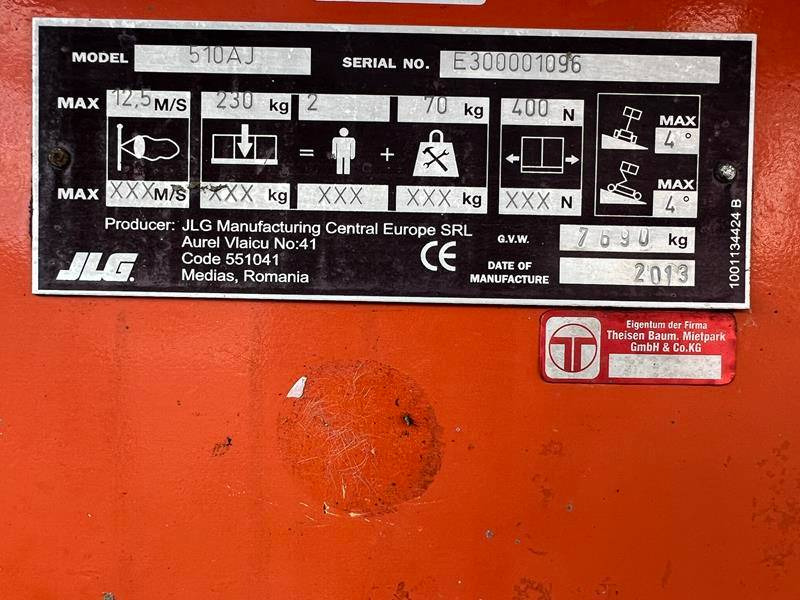 MODEL 510AJ SERIAL NO. E300001096
MAX 12,5 M/S 230 kg 2 70 kg 400 N MAX 4°
= +
MAX XXX M/S XXX kg XXX XXX kg XXX N MAX 4°
Producer: JLG Manufacturing Central Europe SRL
Aurel Vlaicu No:41
Code 551041
Medias, Romania
JLG.
CE
G.V.W. 7690 kg
DATE OF
MANUFACTURE 2013
1001134424 B
Eigentum der Firma
Theisen Baum. Mietpark
GmbH & Co.KG